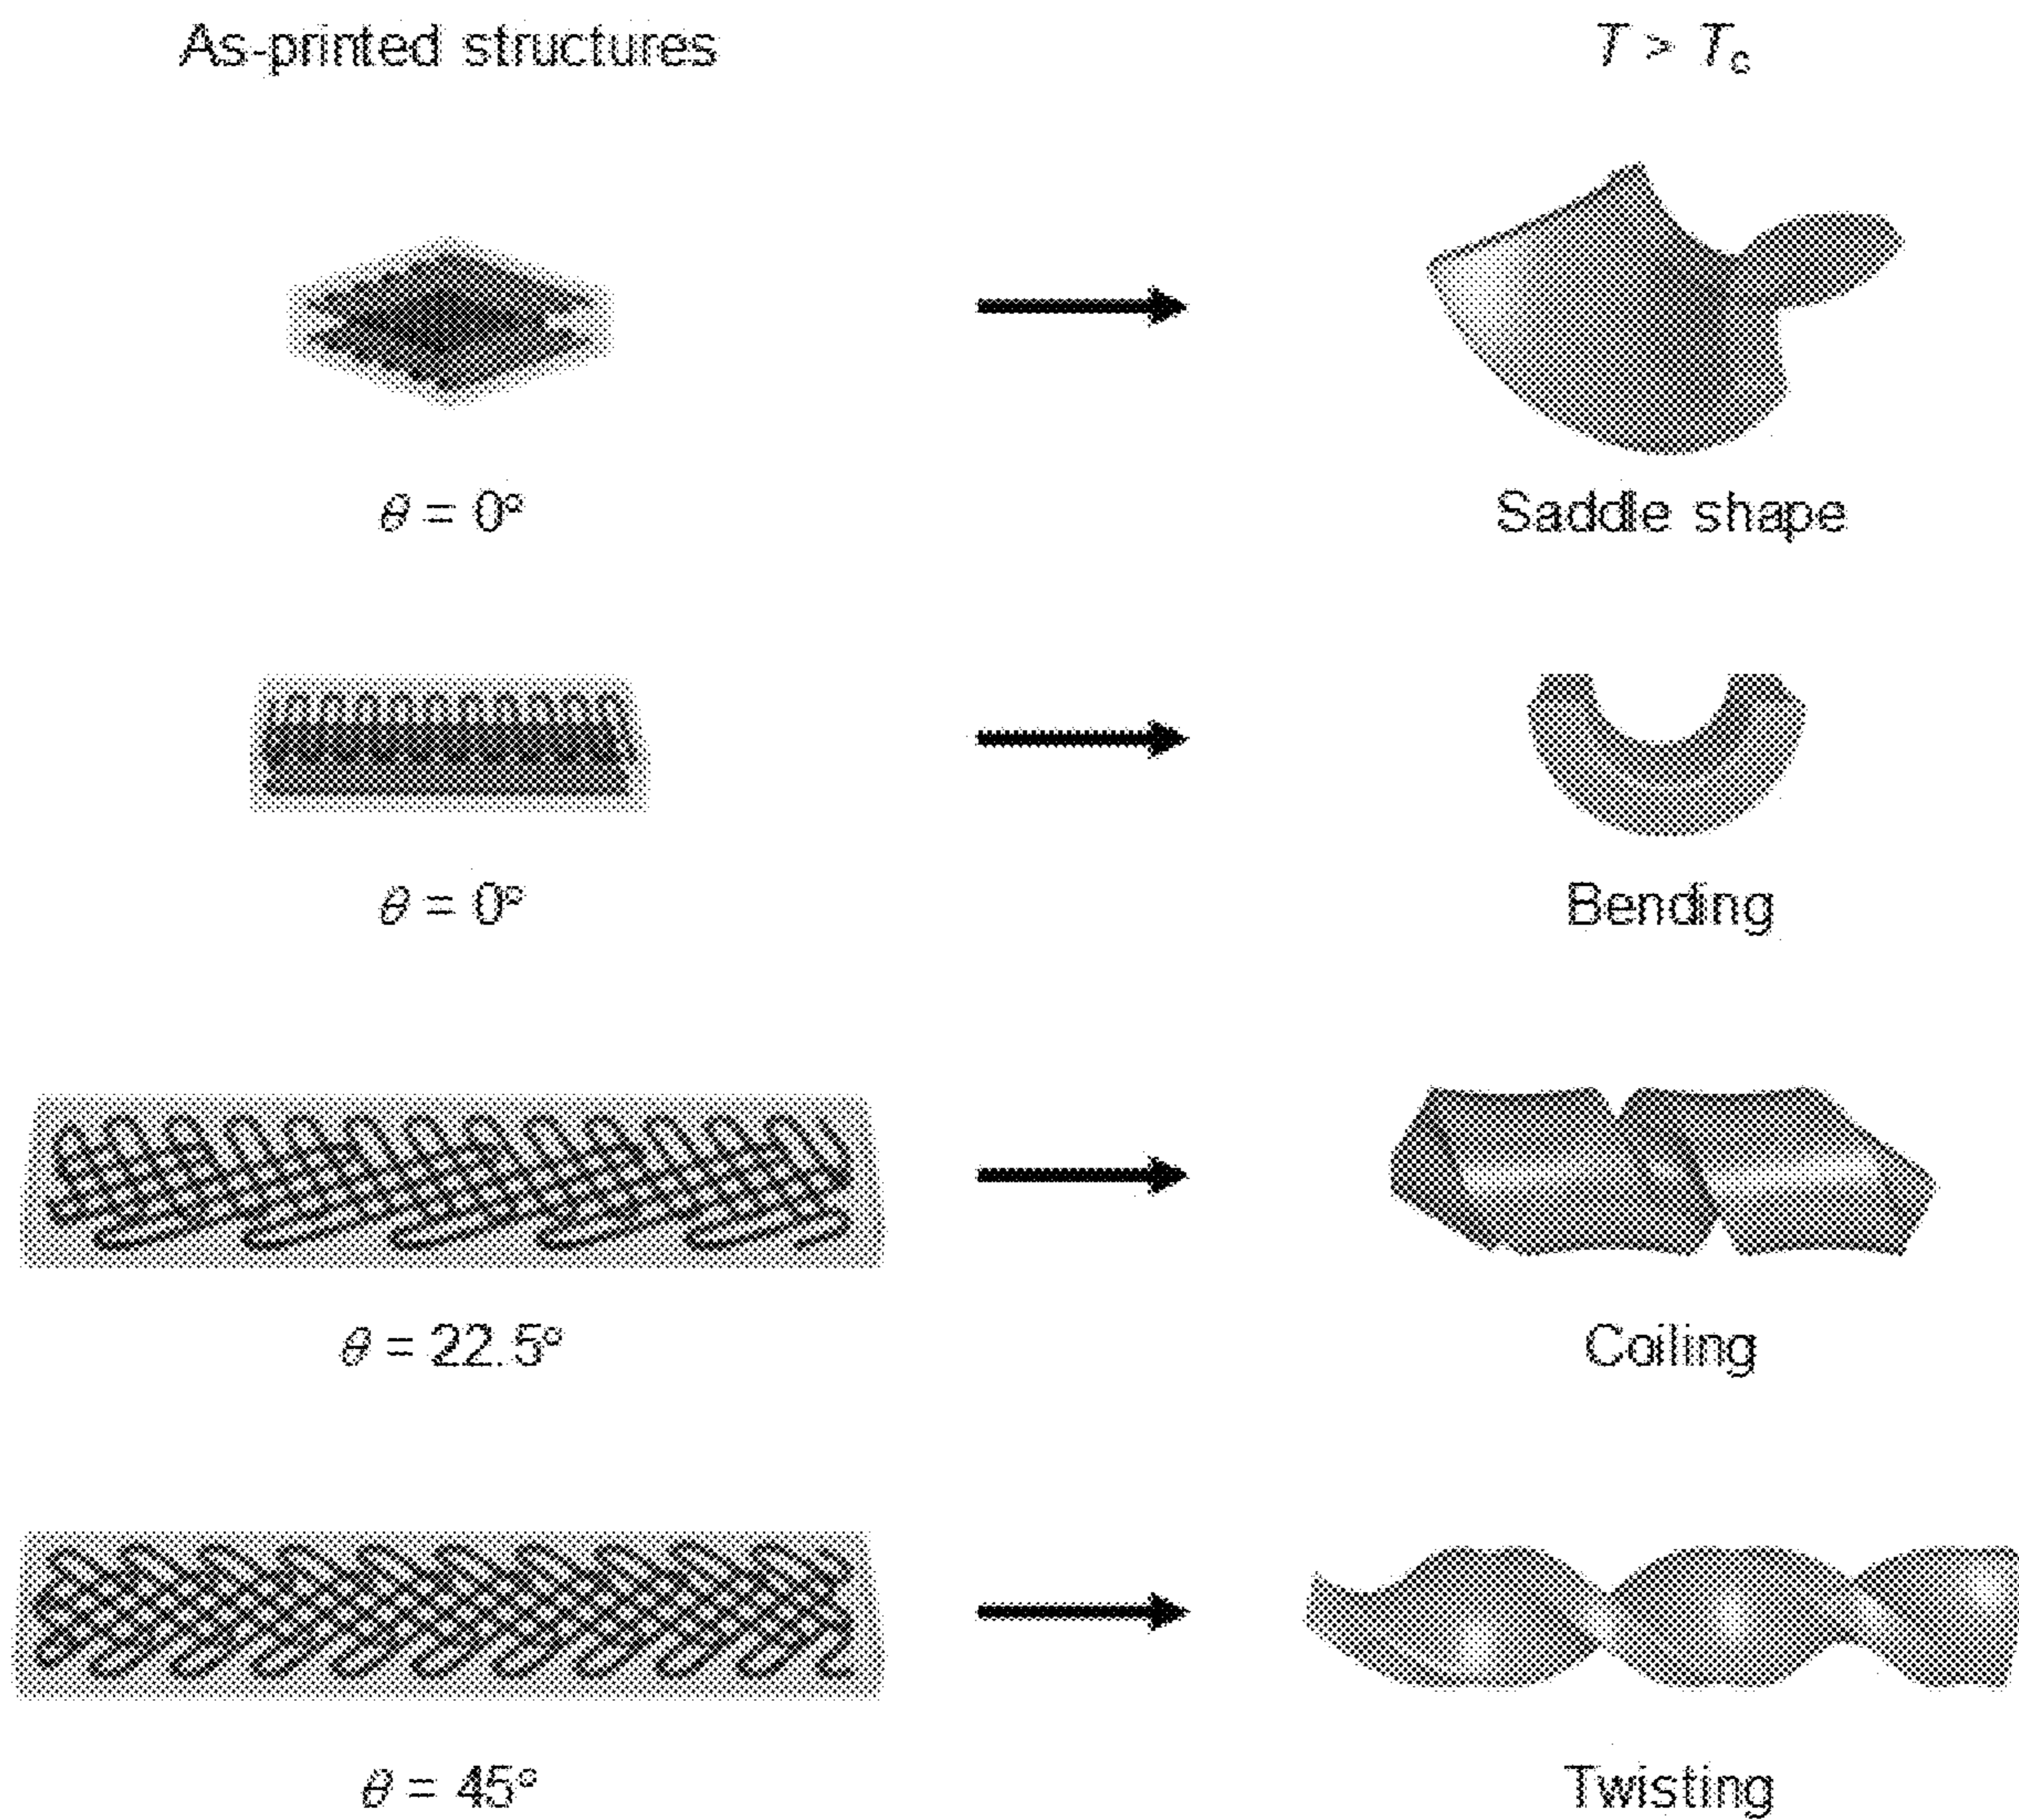 As-printed structures
T > Tc
θ = 0°
Saddle shape
θ = 0°
Bending
θ = 22.5°
Coiling
θ = 45°
Twisting